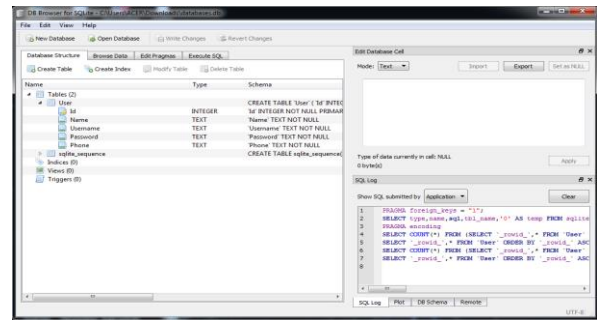 DB Browser for SQLite - C:\Users\ACER\Downloads\databases.db
File Edit View Help
New Database Open Database Write Changes Revert Changes
Database Structure Browse Data Edit Pragmas Execute SQL
Create Table Create Index Modify Table Delete Table
Name Type Schema
Tables (2)
User CREATE TABLE 'User' ( 'Id' INTEG
Id INTEGER 'Id' INTEGER NOT NULL PRIMAR
Name TEXT 'Name' TEXT NOT NULL
Username TEXT 'Username' TEXT NOT NULL
Password TEXT 'Password' TEXT NOT NULL
Phone TEXT 'Phone' TEXT NOT NULL
sqlite_sequence CREATE TABLE sqlite_sequence(
Indices (0)
Views (0)
Triggers (0)
Edit Database Cell
Mode: Text Import Export Set as NULL
Type of data currently in cell: NULL
0 byte(s)
Apply
SQL Log
Show SQL submitted by Application Clear
1 PRAGMA foreign_keys = "1";
2 SELECT type,name,sql,tbl_name,'0' AS temp FROM sqlite
3 PRAGMA encoding
4 SELECT COUNT(*) FROM (SELECT `_rowid_`,* FROM `User`
5 SELECT `_rowid_`,* FROM `User` ORDER BY `_rowid_` ASC
6 SELECT COUNT(*) FROM (SELECT `_rowid_`,* FROM `User`
7 SELECT `_rowid_`,* FROM `User` ORDER BY `_rowid_` ASC
8
SQL Log Plot DB Schema Remote
UTF-8